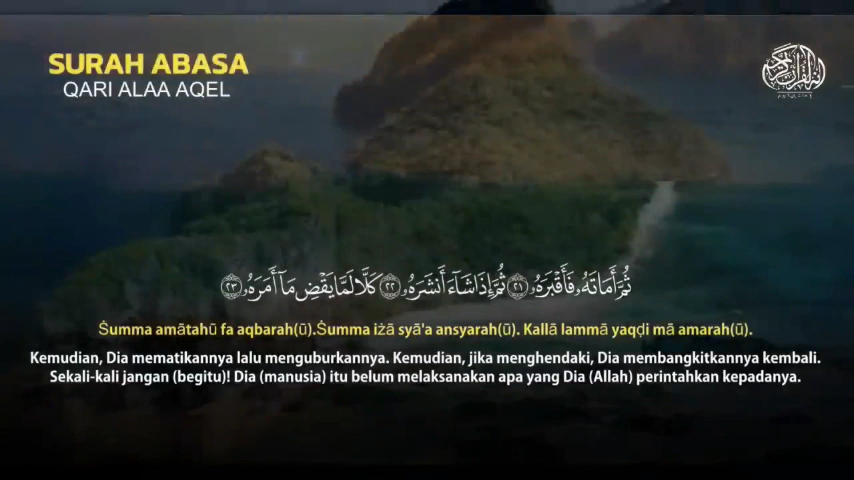 SURAH ABASA
QARI ALAA AQEL
ثُمَّ أَمَاتَهُۥ فَأَقْبَرَهُۥ ٢١ ثُمَّ إِذَا شَآءَ أَنشَرَهُۥ ٢٢ كَلَّا لَمَّا يَقْضِ مَآ أَمَرَهُۥ ٢٣
Ṡumma amātahū fa aqbarah(ū).Ṡumma iżā syā'a ansyarah(ū). Kallā lammā yaqḍi mā amarah(ū).
Kemudian, Dia mematikannya lalu menguburkannya. Kemudian, jika menghendaki, Dia membangkitkannya kembali.
Sekali-kali jangan (begitu)! Dia (manusia) itu belum melaksanakan apa yang Dia (Allah) perintahkan kepadanya.